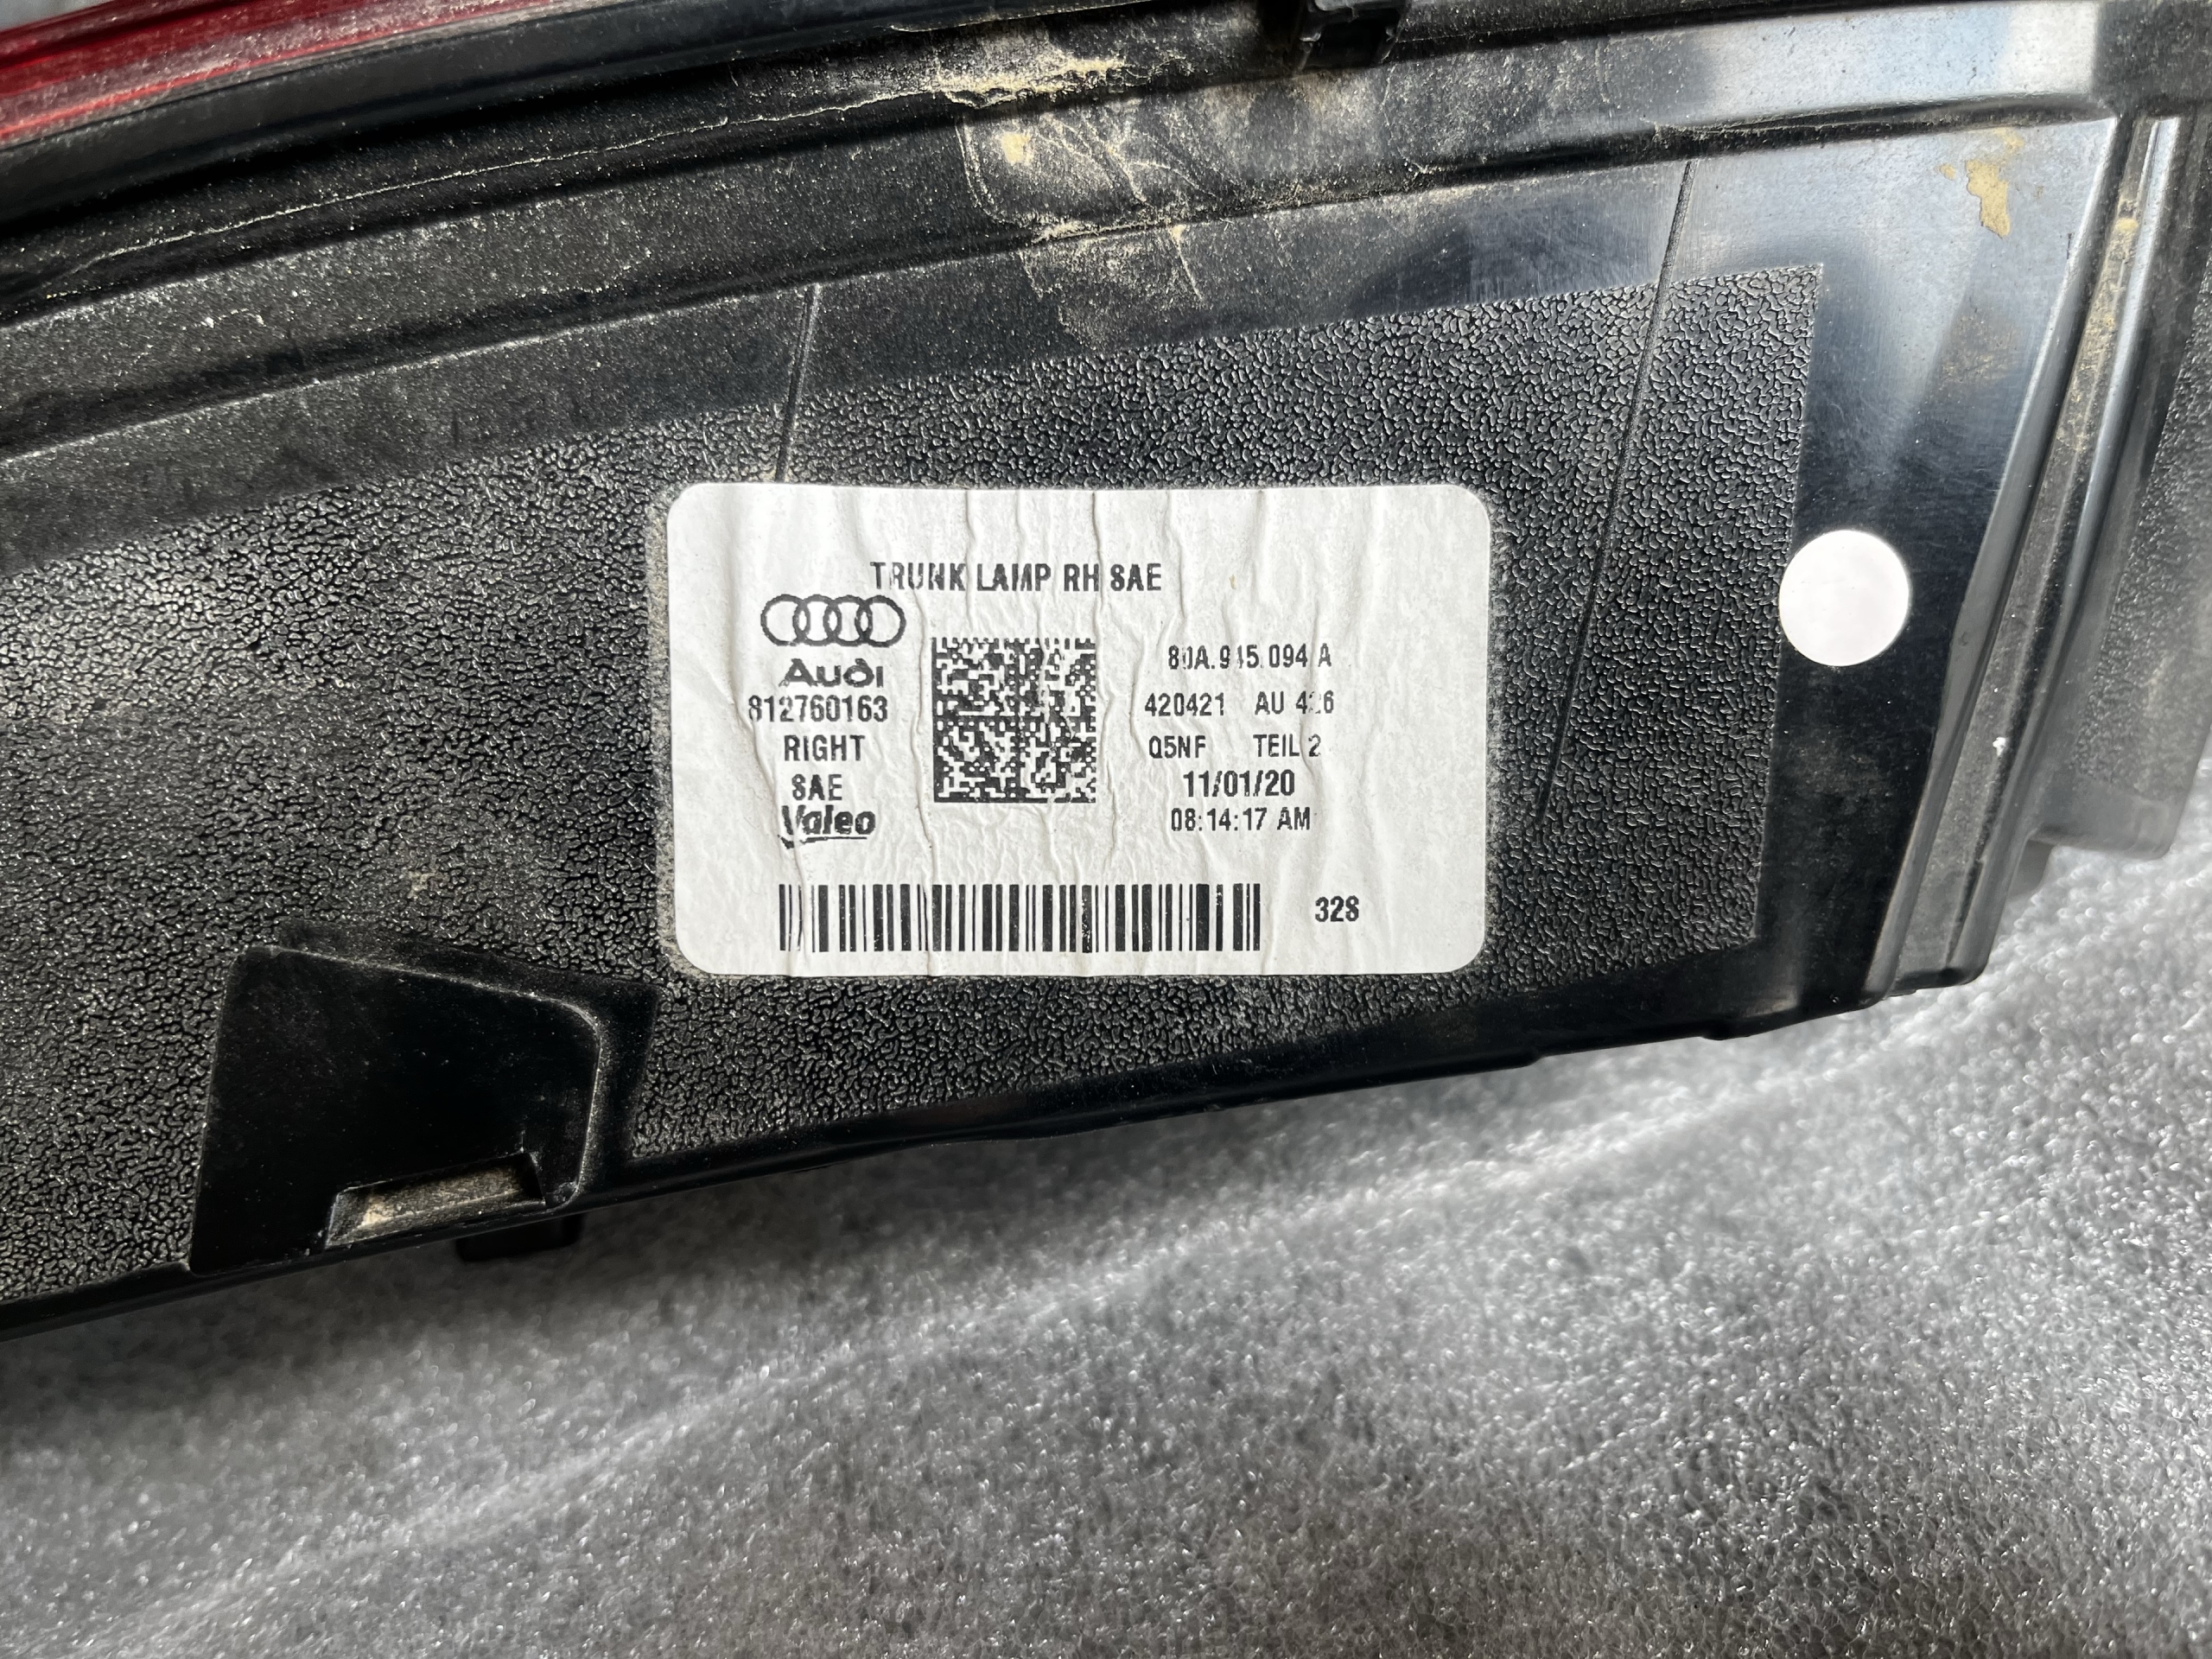 TRUNK LAMP RH SAE
Audi
812760163
RIGHT
SAE
Valeo
80A.945.094 A
420421 AU 426
Q5NF TEIL 2
11/01/20
08:14:17 AM
328